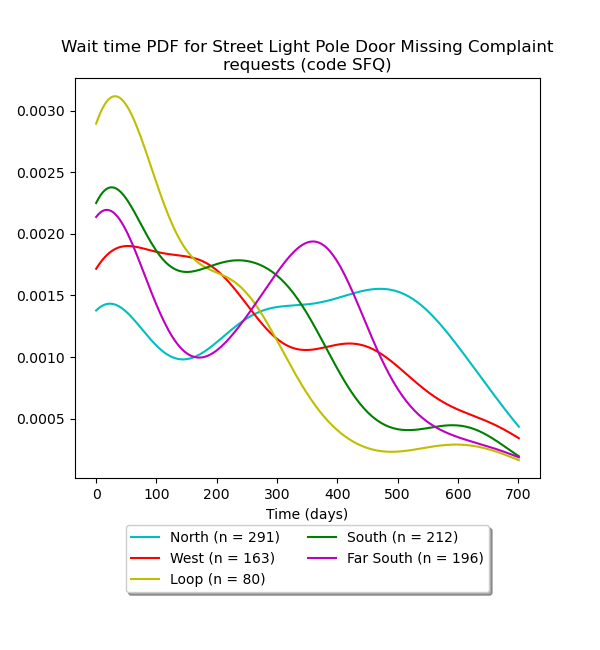 Wait time PDF for Street Light Pole Door Missing Complaint
requests (code SFQ)
0.0030
0.0025
0.0020
0.0015
0.0010
0.0005
0 100 200 300 400 500 600 700
Time (days)
North (n = 291) South (n = 212)
West (n = 163) Far South (n = 196)
Loop (n = 80)